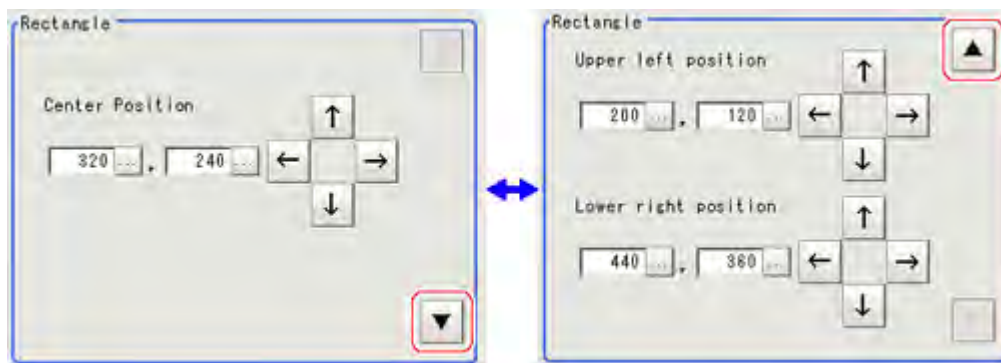 Rectangle
Center Position
320 ... , 240 ... ← ↑ → ↓
▼
Rectangle
▲
Upper left position
200 ... , 120 ... ← ↑ → ↓
Lower right position
440 ... , 360 ... ← ↑ → ↓